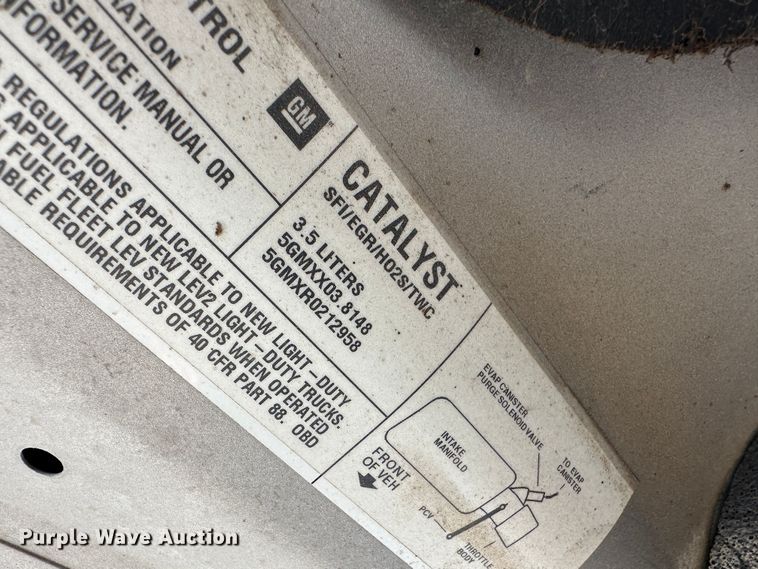 TROL
RATION
SERVICE MANUAL OR
INFORMATION.
GM
REGULATIONS APPLICABLE TO NEW LIGHT-DUTY
APPLICABLE TO NEW LEV2 LIGHT-DUTY TRUCKS.
FUEL FLEET LEV STANDARDS WHEN OPERATED
ABLE REQUIREMENTS OF 40 CFR PART 88. OBD
CATALYST
SFI/EGR/HO2S/TWC
3.5 LITERS
5GMXX03.8148
5GMXR0212958
EVAP CANISTER
PURGE SOLENOID VALVE
TO EVAP
CANISTER
INTAKE
MANIFOLD
FRONT
OF VEH
PCV
THROTTLE
BODY
Purple Wave Auction